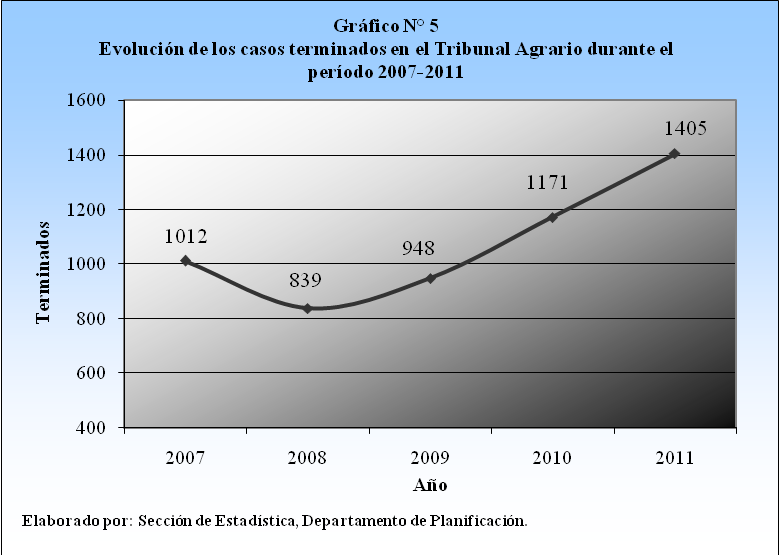 Gráfico N° 5
Evolución de los casos terminados en el Tribunal Agrario durante el
período 2007-2011
1600
1400
1200
1000
800
600
400
Terminados
1012
839
948
1171
1405
2007 2008 2009 2010 2011
Año
Elaborado por: Sección de Estadística, Departamento de Planificación.